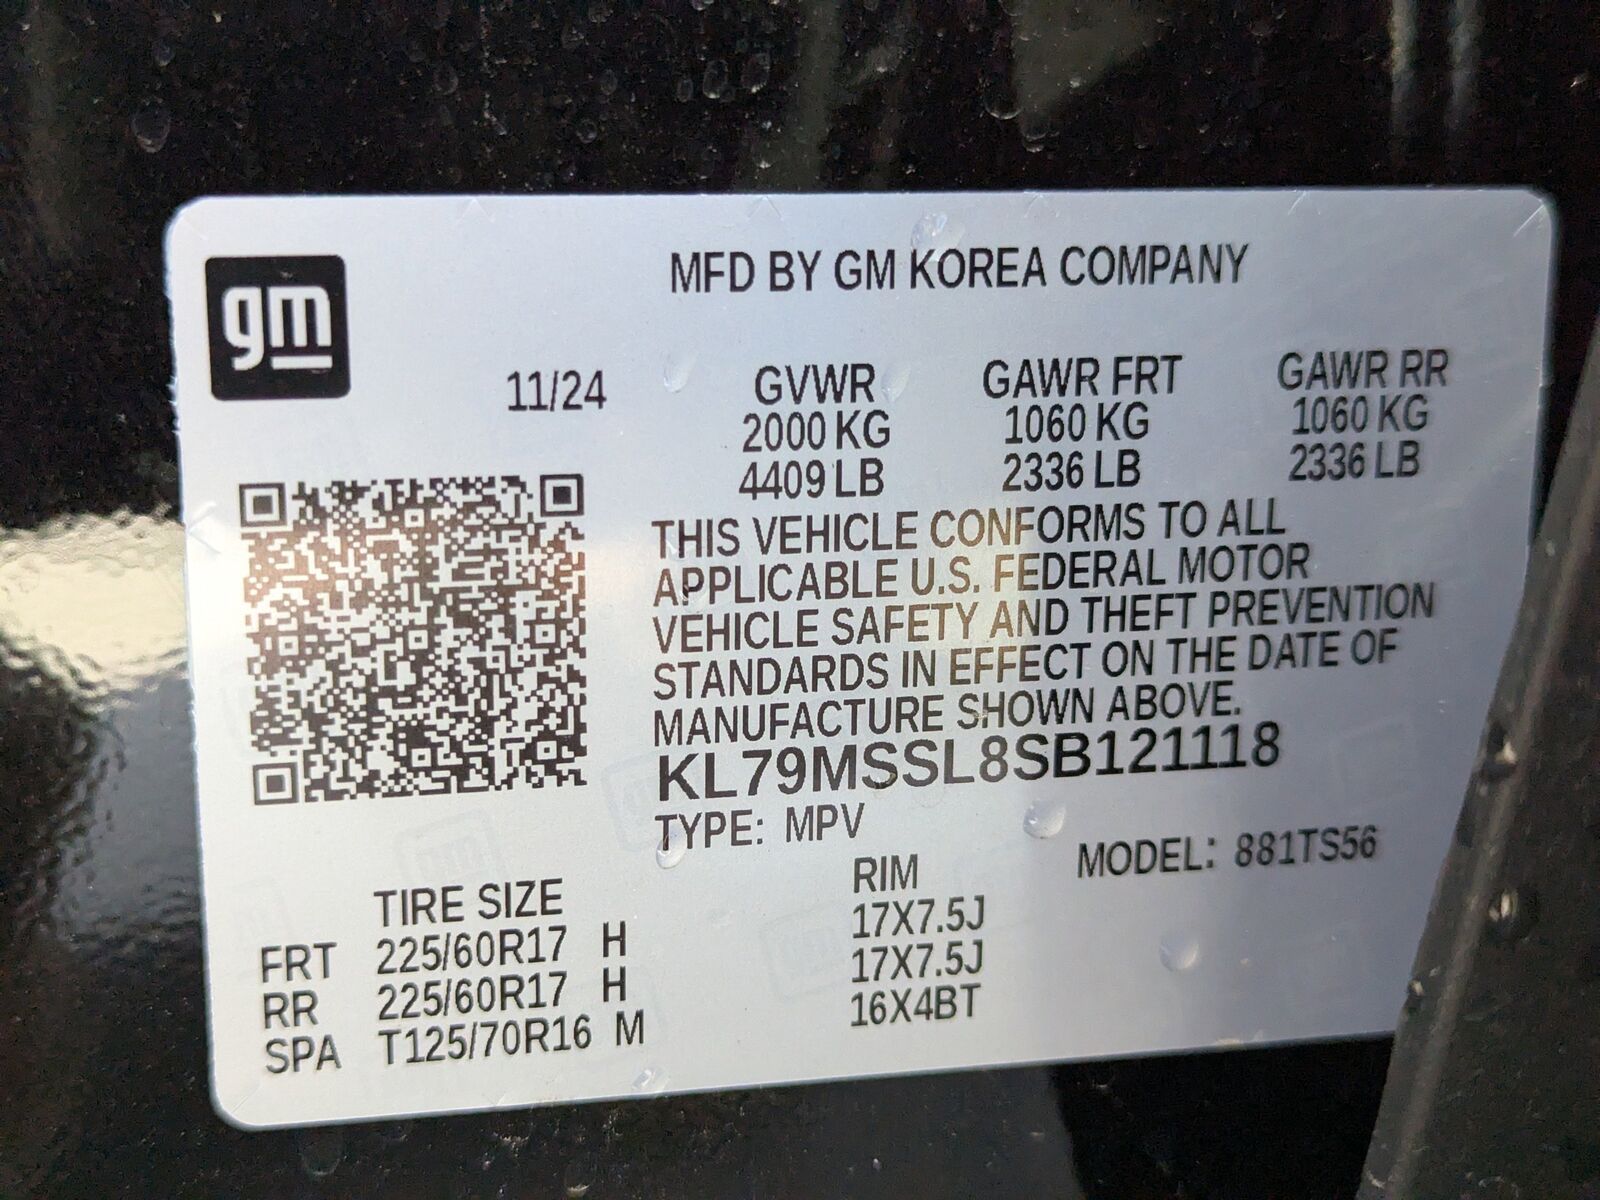 gm
MFD BY GM KOREA COMPANY
11/24
GVWR GAWR FRT GAWR RR
2000 KG 1060 KG 1060 KG
4409 LB 2336 LB 2336 LB
THIS VEHICLE CONFORMS TO ALL
APPLICABLE U.S. FEDERAL MOTOR
VEHICLE SAFETY AND THEFT PREVENTION
STANDARDS IN EFFECT ON THE DATE OF
MANUFACTURE SHOWN ABOVE.
KL79MSSL8SB121118
TYPE: MPV
MODEL: 881TS56
TIRE SIZE RIM
FRT 225/60R17 H 17X7.5J
RR 225/60R17 H 17X7.5J
SPA T125/70R16 M 16X4BT